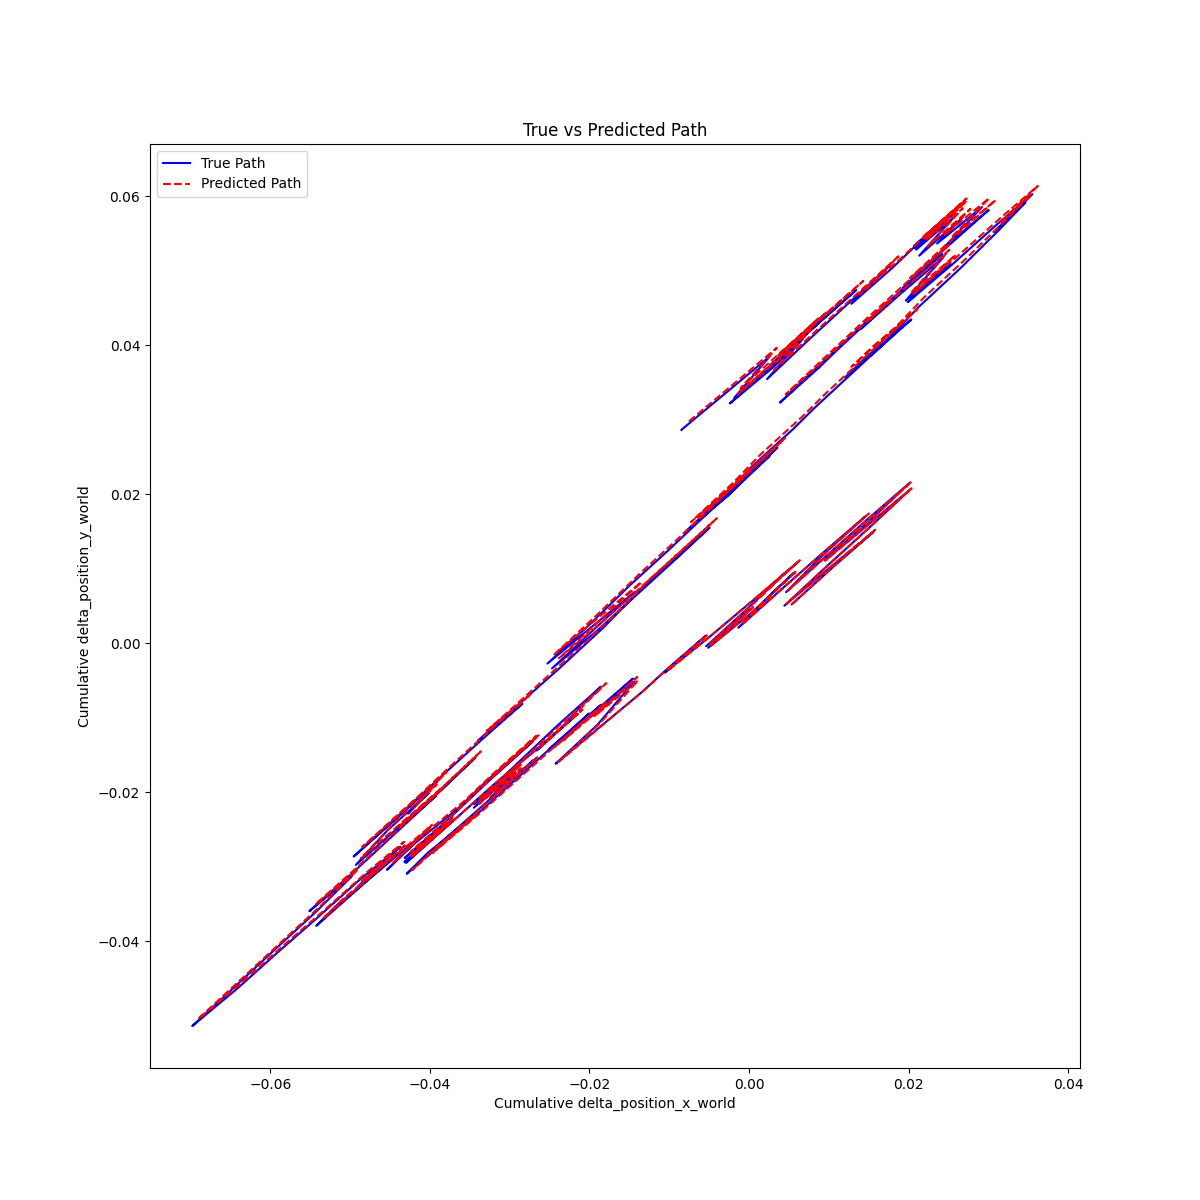 True vs Predicted Path
True Path
Predicted Path
0.06
0.04
0.02
0.00
−0.02
−0.04
Cumulative delta_position_y_world
−0.06
−0.04
−0.02
0.00
0.02
0.04
Cumulative delta_position_x_world